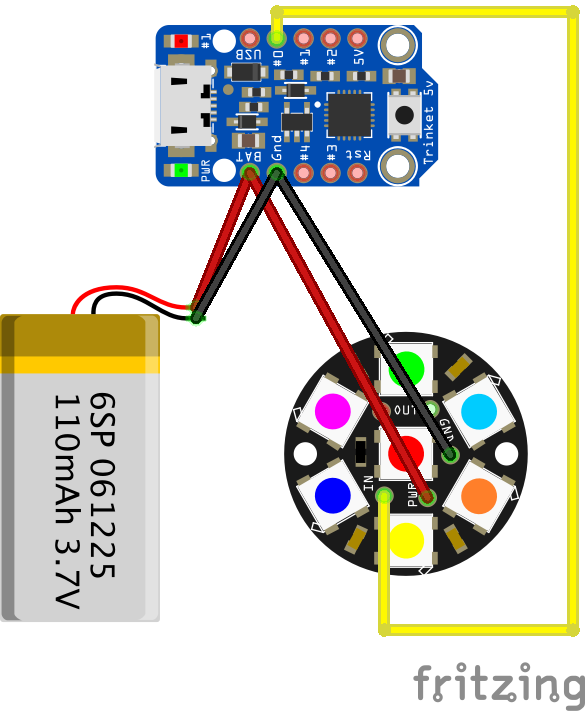 #1
USB
#0
#1
#2
5V
Trinket 5v
PWR
BAT
Gnd
#4
#3
Rst
6SP 061225
110mAh 3.7V
OUT
GND
IN
PWR
fritzing